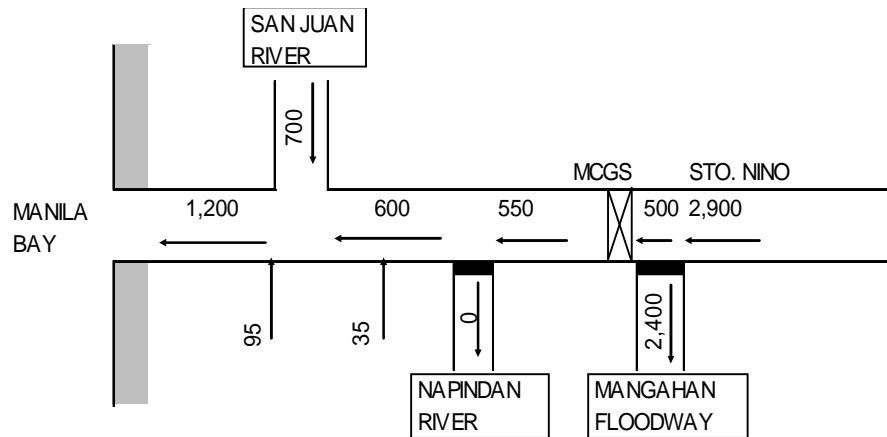 SAN JUAN
RIVER
700
MCGS
STO. NINO
MANILA
BAY
1,200
600
550
500
2,900
95
35
0
2,400
NAPINDAN
RIVER
MANGAHAN
FLOODWAY